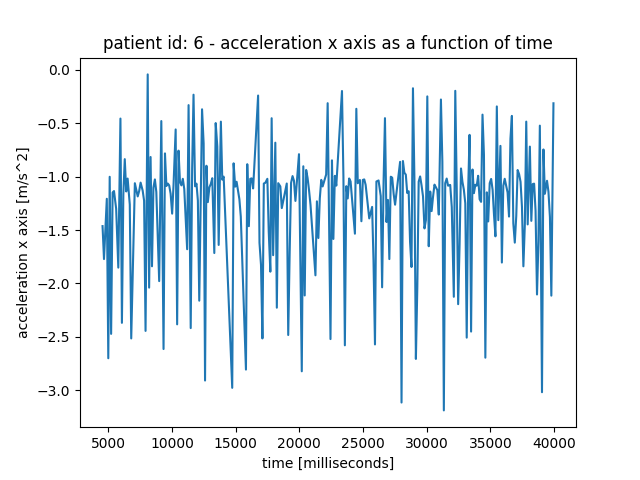 patient id: 6 - acceleration x axis as a function of time
acceleration x axis [m/s^2]
0.0
−0.5
−1.0
−1.5
−2.0
−2.5
−3.0
5000 10000 15000 20000 25000 30000 35000 40000
time [milliseconds]